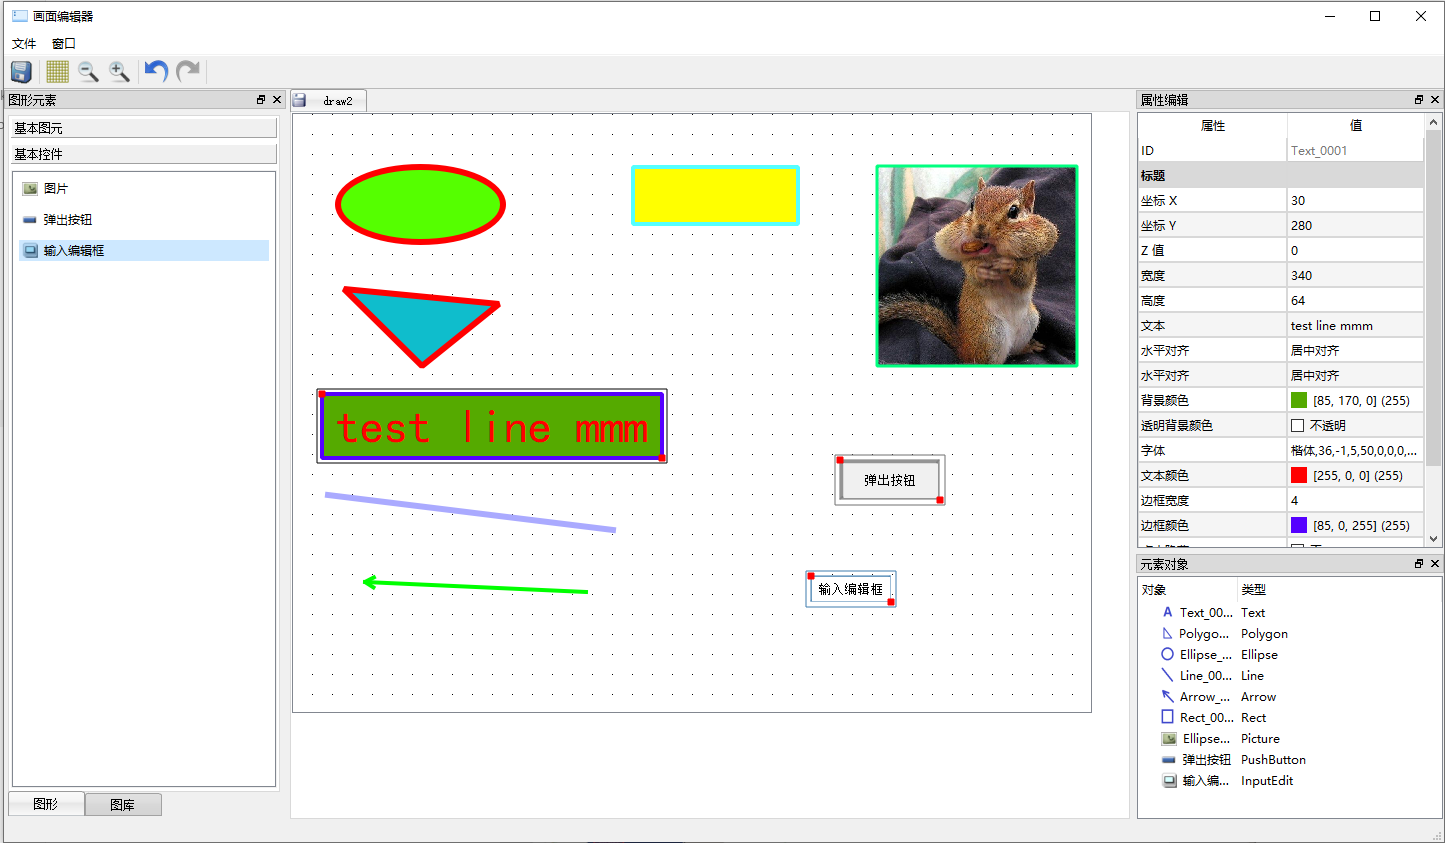 画面编辑器
文件 窗口
图形元素
基本图元
基本控件
图片
弹出按钮
输入编辑框
图形 图库
draw2
test line mmm
弹出按钮
输入编辑框
属性编辑
属性 值
ID Text_0001
标题
坐标 X 30
坐标 Y 280
Z 值 0
宽度 340
高度 64
文本 test line mmm
水平对齐 居中对齐
水平对齐 居中对齐
背景颜色 [85, 170, 0] (255)
透明背景颜色 不透明
字体 楷体,36,-1,5,50,0,0,0,...
文本颜色 [255, 0, 0] (255)
边框宽度 4
边框颜色 [85, 0, 255] (255)
元素对象
对象 类型
A Text_00... Text
Polygo... Polygon
Ellipse_... Ellipse
Line_00... Line
Arrow_... Arrow
Rect_00... Rect
Ellipse... Picture
弹出按钮 PushButton
输入编... InputEdit